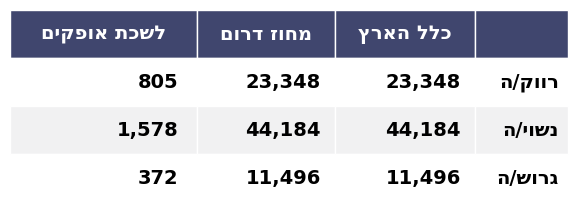 כלל הארץ מחוז דרום לשכת אופקים
רווק/ה 23,348 23,348 805
נשוי/ה 44,184 44,184 1,578
גרוש/ה 11,496 11,496 372